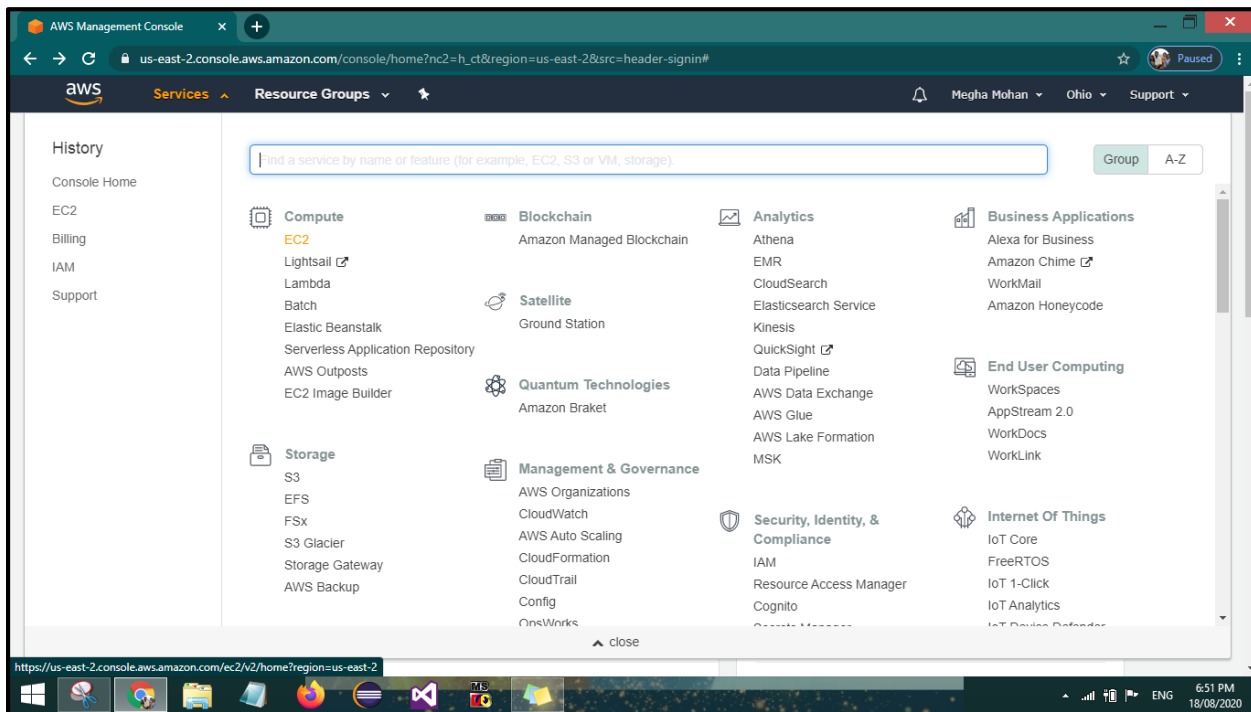 AWS Management Console
us-east-2.console.aws.amazon.com/console/home?nc2=h_ct&region=us-east-2&src=header-signin#
Paused
aws
Services
Resource Groups
Megha Mohan
Ohio
Support
History
Console Home
EC2
Billing
IAM
Support
Find a service by name or feature (for example, EC2, S3 or VM, storage).
Group
A-Z
Compute
EC2
Lightsail
Lambda
Batch
Elastic Beanstalk
Serverless Application Repository
AWS Outposts
EC2 Image Builder
Storage
S3
EFS
FSx
S3 Glacier
Storage Gateway
AWS Backup
Blockchain
Amazon Managed Blockchain
Satellite
Ground Station
Quantum Technologies
Amazon Braket
Management & Governance
AWS Organizations
CloudWatch
AWS Auto Scaling
CloudFormation
CloudTrail
Config
OpsWorks
Analytics
Athena
EMR
CloudSearch
Elasticsearch Service
Kinesis
QuickSight
Data Pipeline
AWS Data Exchange
AWS Glue
AWS Lake Formation
MSK
Security, Identity, &
Compliance
IAM
Resource Access Manager
Cognito
Secrets Manager
Business Applications
Alexa for Business
Amazon Chime
WorkMail
Amazon Honeycode
End User Computing
WorkSpaces
AppStream 2.0
WorkDocs
WorkLink
Internet Of Things
IoT Core
FreeRTOS
IoT 1-Click
IoT Analytics
IoT Device Defender
close
https://us-east-2.console.aws.amazon.com/ec2/v2/home?region=us-east-2
MS
ENG
6:51 PM
18/08/2020